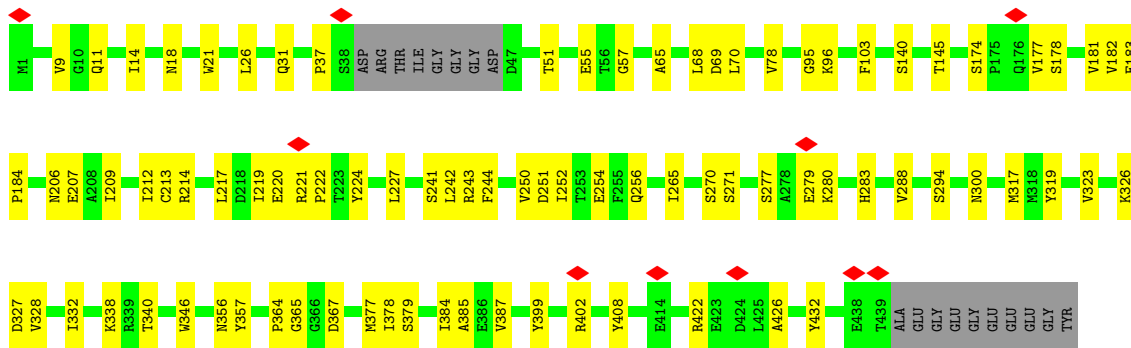 M1 V9 G10 Q11 I14 N18 W21 L26 Q31 P37 S38 ASP ARG THR ILE GLY GLY GLY ASP D47 T51 E55 T56 G57 A65 L68 D69 L70 V78 G95 K96 F103 S140 T145 S174 P175 Q176 V177 S178 V181 V182 E183
P184 N206 E207 A208 I209 I212 C213 R214 L217 D218 I219 E220 R221 P222 T223 Y224 L227 S241 L242 R243 F244 V250 D251 I252 T253 E254 F255 Q256 I265 S270 S271 S277 A278 E279 K280 H283 V288 S294 N300 M317 M318 Y319 V323 K326
D327 V328 I332 K338 R339 T340 W346 N356 Y357 P364 G365 G366 D367 M377 I378 S379 I384 A385 E386 V387 Y399 R402 Y408 E414 R422 E423 D424 L425 A426 Y432 E438 T439 ALA GLU GLY GLU GLY GLU GLU GLU GLY TYR